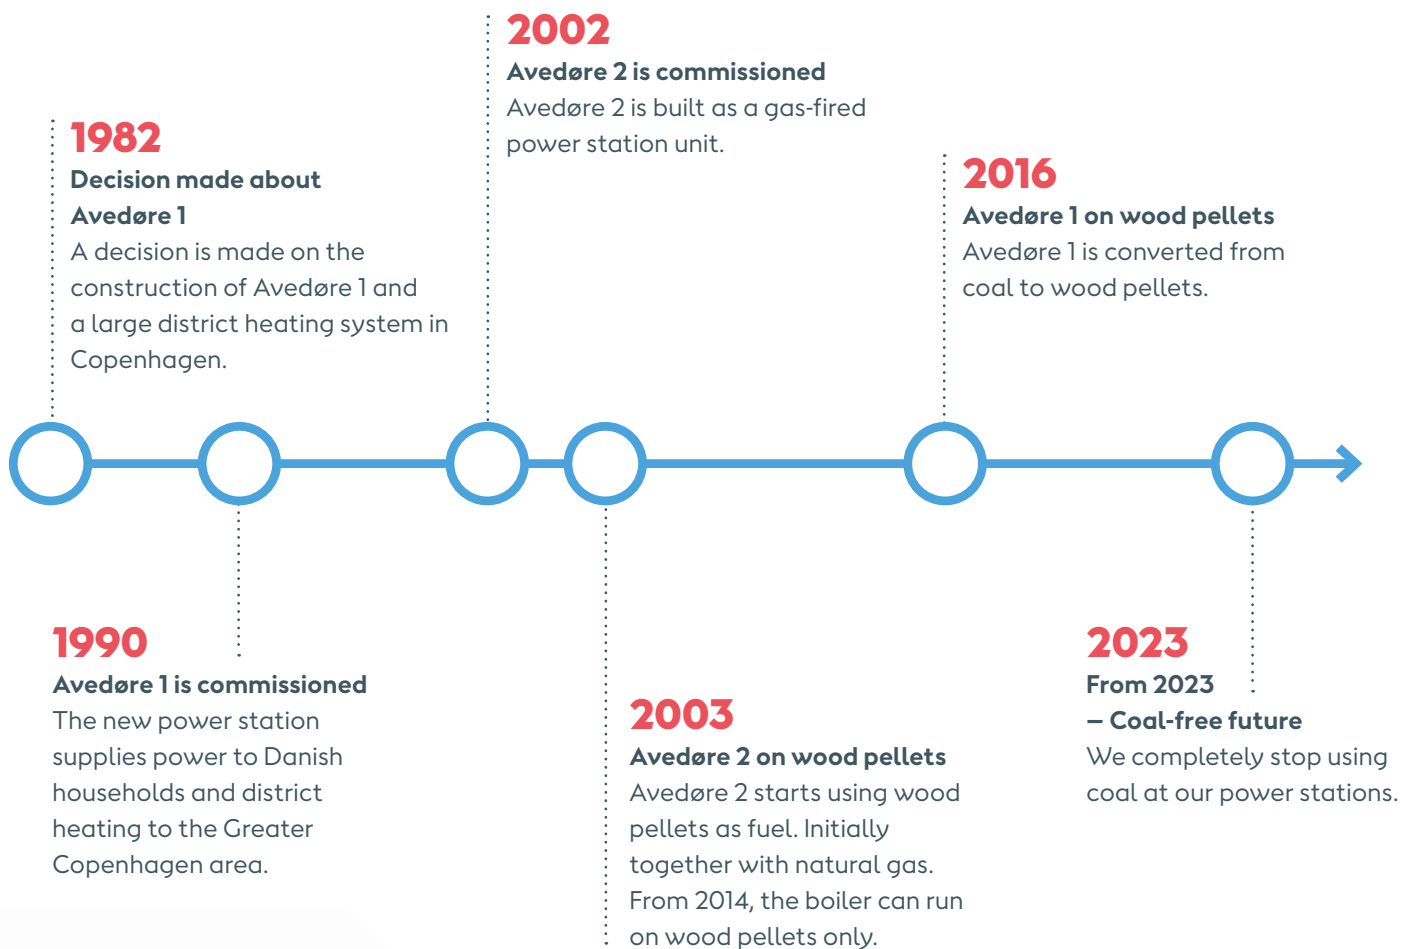 1982
Decision made about
Avedøre 1
A decision is made on the
construction of Avedøre 1 and
a large district heating system in
Copenhagen.
1990
Avedøre 1 is commissioned
The new power station
supplies power to Danish
households and district
heating to the Greater
Copenhagen area.
2002
Avedøre 2 is commissioned
Avedøre 2 is built as a gas-fired
power station unit.
2003
Avedøre 2 on wood pellets
Avedøre 2 starts using wood
pellets as fuel. Initially
together with natural gas.
From 2014, the boiler can run
on wood pellets only.
2016
Avedøre 1 on wood pellets
Avedøre 1 is converted from
coal to wood pellets.
2023
From 2023
– Coal-free future
We completely stop using
coal at our power stations.